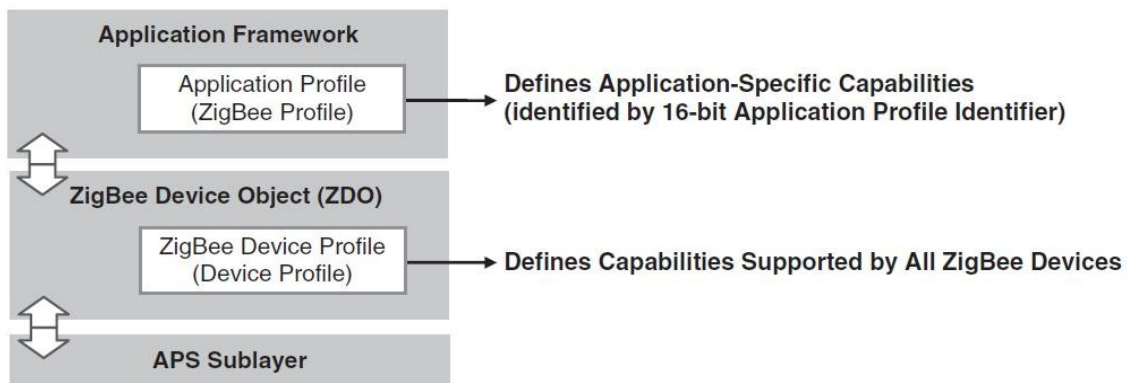 Application Framework
Application Profile
(ZigBee Profile)
Defines Application-Specific Capabilities
(identified by 16-bit Application Profile Identifier)
ZigBee Device Object (ZDO)
ZigBee Device Profile
(Device Profile)
Defines Capabilities Supported by All ZigBee Devices
APS Sublayer